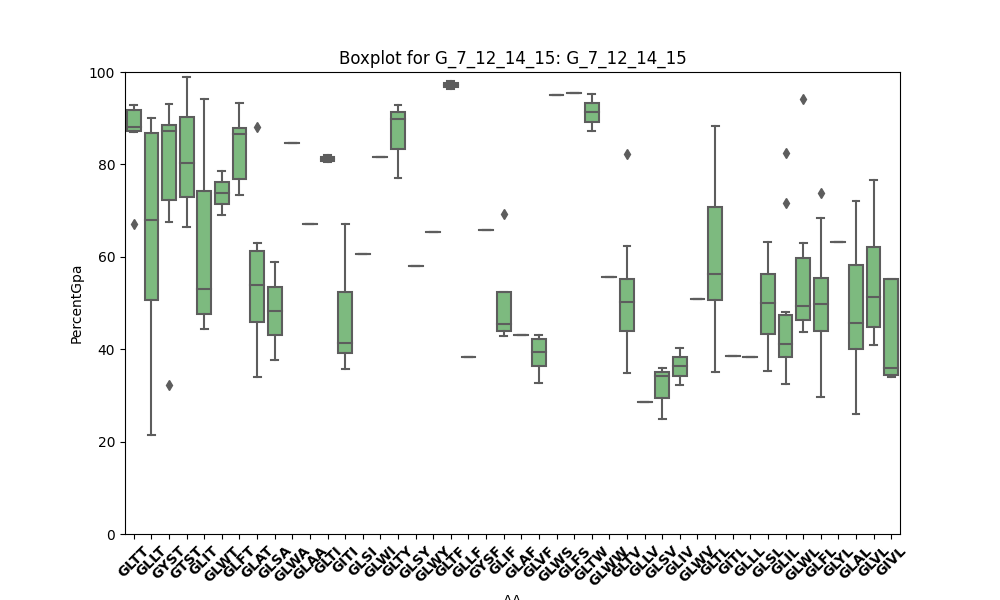 Boxplot for G_7_12_14_15: G_7_12_14_15
100
80
60
40
20
0
PercentGpa
GLTT
GLLT
GYST
GTST
GLIT
GLWT
GLFT
GLAT
GLSA
GLWA
GLAA
GLTI
GITI
GLSI
GLWI
GLTY
GLSY
GLWY
GLTF
GLLF
GYSF
GLIF
GLAF
GLVF
GLWS
GLFS
GLTW
GLWW
GLTV
GLLV
GLSV
GLIV
GLWV
GLTL
GITL
GLLL
GLSL
GLIL
GLWL
GLFL
GLYL
GLAL
GLVL
GIVL